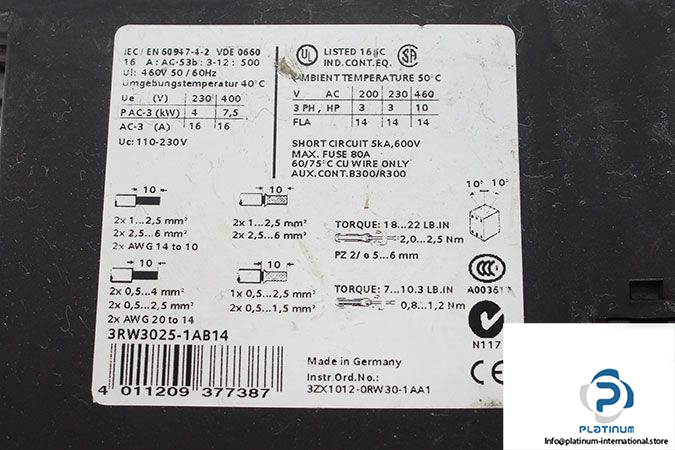 IEC/EN 60947-4-2 VDE 0660
16 A: AC-53b: 3-12: 500
Ui: 460V 50/60Hz
Umgebungstemperatur 40°C
Ue (V) 230 400
P AC-3 (kW) 4 7,5
AC-3 (A) 16 16
Uc: 110-230V
UL LISTED 16 C
IND.CONT.EQ.
AMBIENT TEMPERATURE 50°C
V AC 200 230 460
3 PH, HP 3 3 10
FLA 14 14 14
SHORT CIRCUIT 5kA,600V
MAX. FUSE 80A
60/75°C CU WIRE ONLY
AUX.CONT.B300/R300
10
2x 1...2,5 mm²
2x 2,5...6 mm²
2x AWG 14 to 10
10
2x 1...2,5 mm²
2x 2,5...6 mm²
TORQUE: 18...22 LB.IN
2,0...2,5 Nm
PZ 2/ø 5...6 mm
10° 10°
10
2x 0,5...4 mm²
2x 0,5...2,5 mm²
2x AWG 20 to 14
10
1x 0,5...2,5 mm²
2x 0,5...1,5 mm²
TORQUE: 7...10.3 LB.IN
0,8...1,2 Nm
CCC
N117
3RW3025-1AB14
4 011209 377387
Made in Germany
Instr.Ord.No.:
3ZX1012-0RW30-1AA1
CE
PLATINUM
Info@platinum-international.store